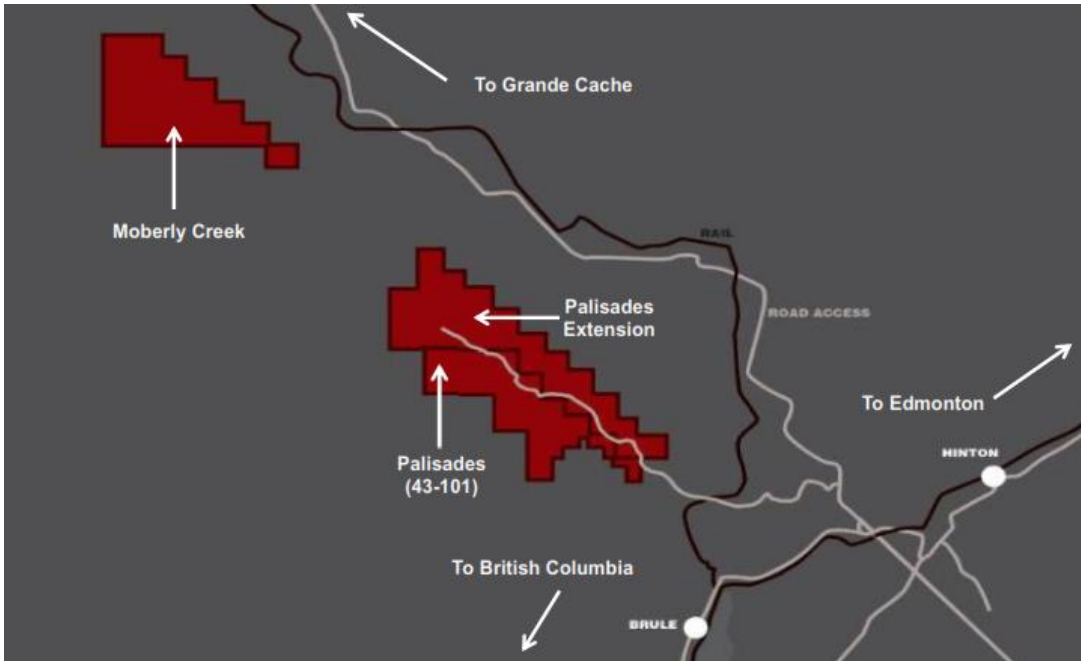 To Grande Cache
Moberly Creek
RAIL
Palisades
Extension
ROAD ACCESS
To Edmonton
HINTON
Palisades
(43-101)
To British Columbia
BRULE